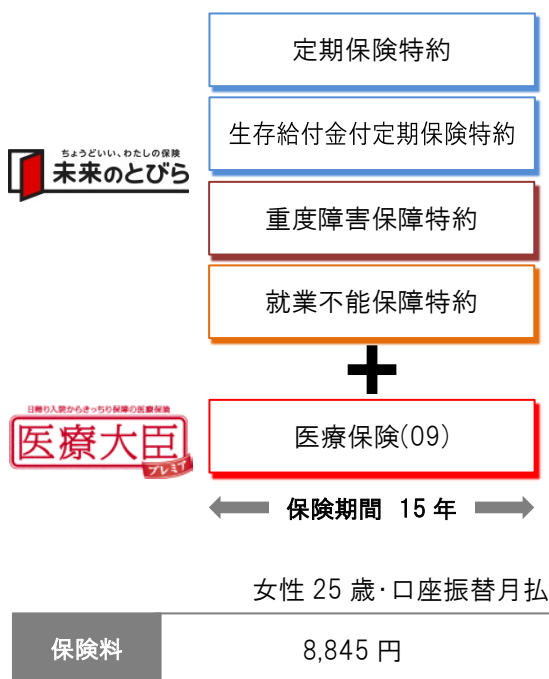 定期保険特約
生存給付金付定期保険特約
ちょうどいい、わたしの保険
未来のとびら
重度障害保障特約
就業不能保障特約
+
日帰り入院からきっちり保障の医療保険
医療大臣
プレミア
医療保険(09)
保険期間 15年
女性 25 歳・口座振替月払
保険料 8,845 円